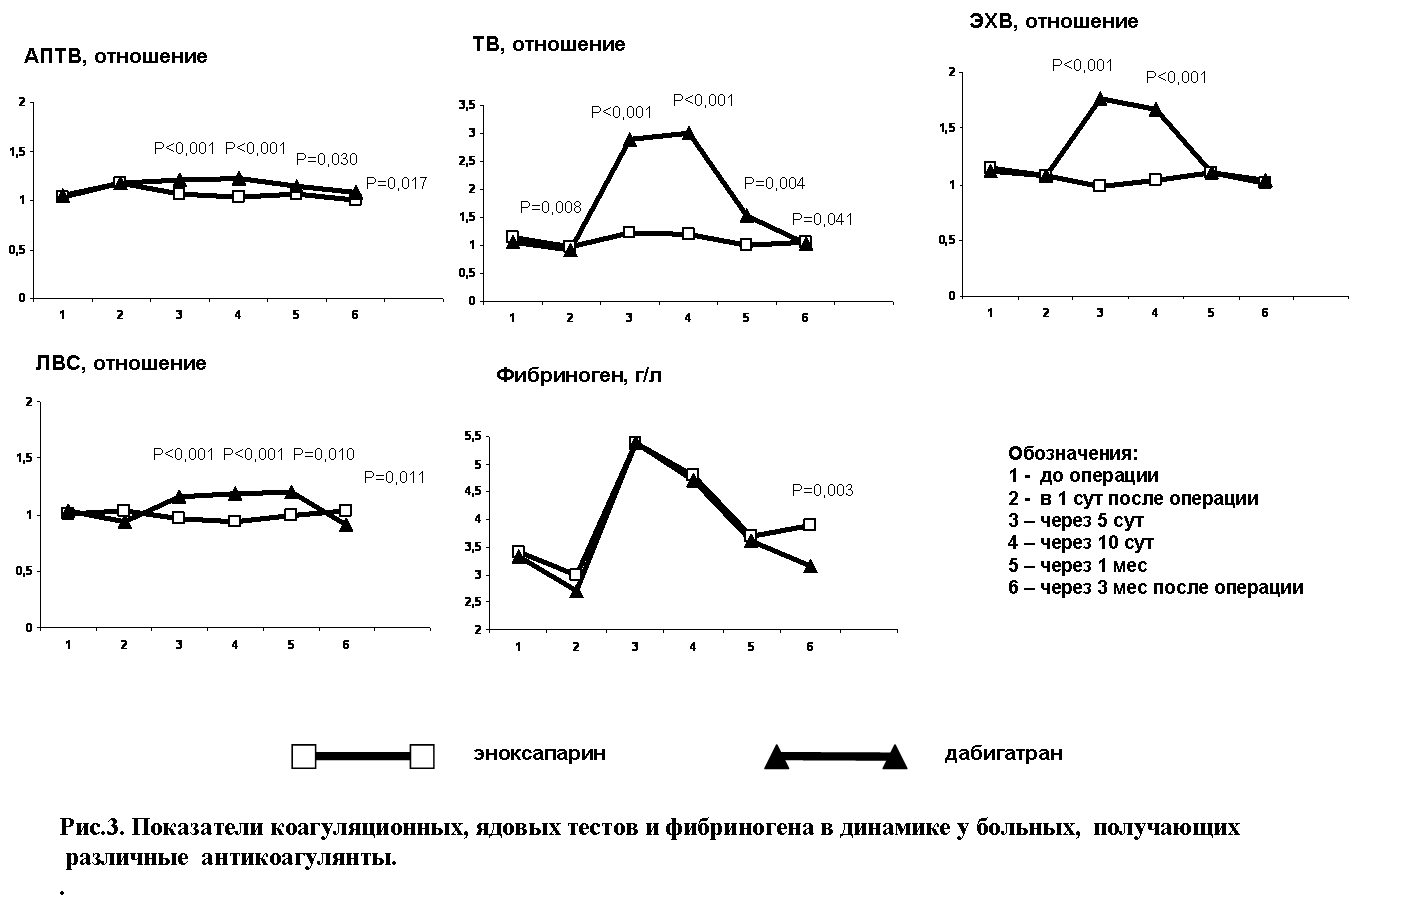 АПТВ, отношение
2
1,5
1
0,5
0
1 2 3 4 5 6
P<0,001 P<0,001
P=0,030
P=0,017
ТВ, отношение
3,5
3
2,5
2
1,5
1
0,5
0
1 2 3 4 5 6
P=0,008
P<0,001
P<0,001
P=0,004
P=0,041
ЭХВ, отношение
2
1,5
1
0,5
0
1 2 3 4 5 6
P<0,001
P<0,001
ЛВС, отношение
2
1,5
1
0,5
0
1 2 3 4 5 6
P<0,001 P<0,001 P=0,010
P=0,011
Фибриноген, г/л
5,5
5
4,5
4
3,5
3
2,5
2
1 2 3 4 5 6
P=0,003
Обозначения:
1 - до операции
2 - в 1 сут после операции
3 – через 5 сут
4 – через 10 сут
5 – через 1 мес
6 – через 3 мес после операции
эноксапарин
дабигатран
Рис.3. Показатели коагуляционных, ядовых тестов и фибриногена в динамике у больных, получающих
различные антикоагулянты.
.